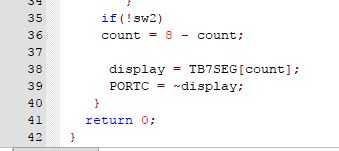 34 }
35 if(!sw2)
36 count = 8 - count;
37
38 display = TB7SEG[count];
39 PORTC = ~display;
40 }
41 return 0;
42 }